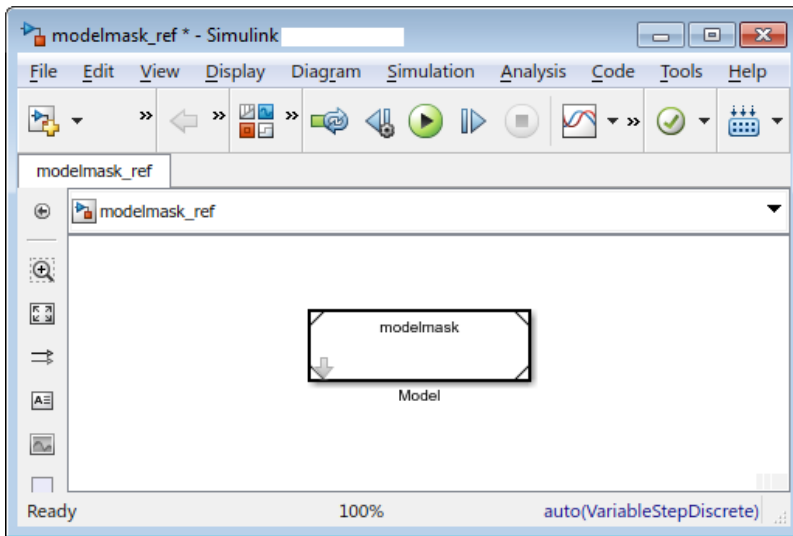 modelmask_ref * - Simulink
File Edit View Display Diagram Simulation Analysis Code Tools Help
modelmask_ref
modelmask_ref
modelmask
Model
Ready 100% auto(VariableStepDiscrete)